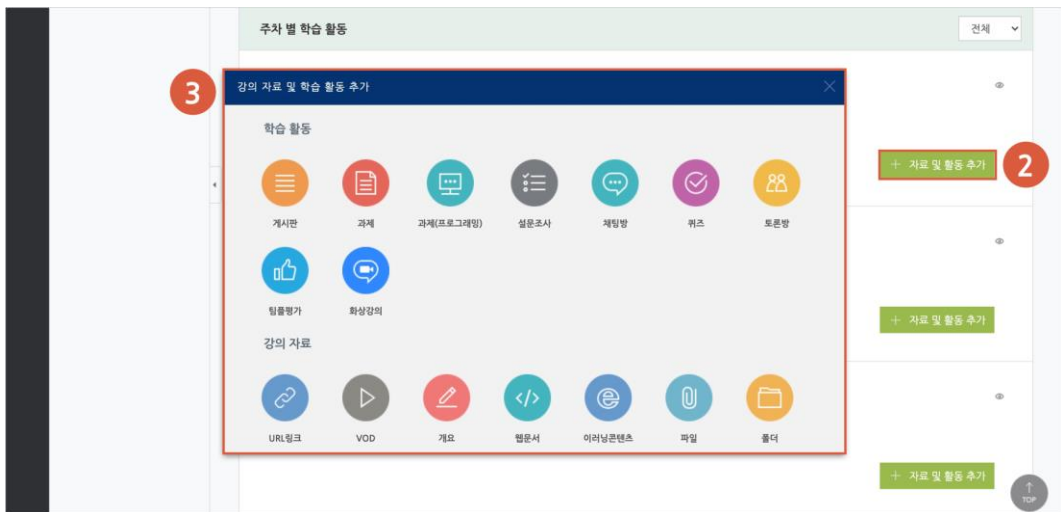 주차 별 학습 활동
전체
3
강의 자료 및 학습 활동 추가
학습 활동
+ 자료 및 활동 추가
2
게시판 과제 과제(프로그래밍) 설문조사 채팅방 퀴즈 토론방
팀플평가 화상강의
+ 자료 및 활동 추가
강의 자료
URL링크 VOD 개요 웹문서 이러닝콘텐츠 파일 폴더
+ 자료 및 활동 추가
TOP